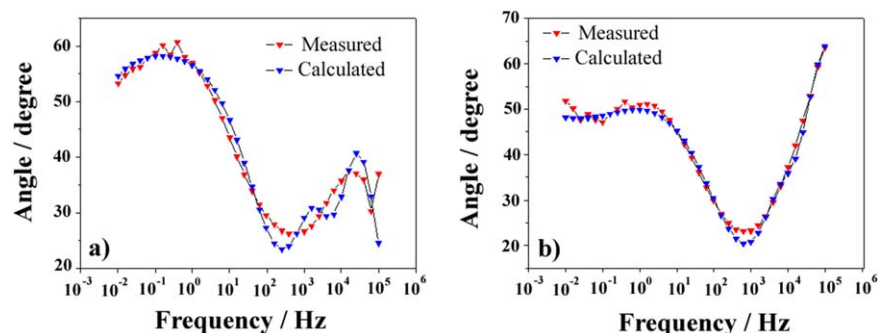 Angle / degree
60
50
40
30
20
Measured
Calculated
a)
10⁻³ 10⁻² 10⁻¹ 10⁰ 10¹ 10² 10³ 10⁴ 10⁵ 10⁶
Frequency / Hz
Angle / degree
70
60
50
40
30
20
Measured
Calculated
b)
10⁻³ 10⁻² 10⁻¹ 10⁰ 10¹ 10² 10³ 10⁴ 10⁵ 10⁶
Frequency / Hz